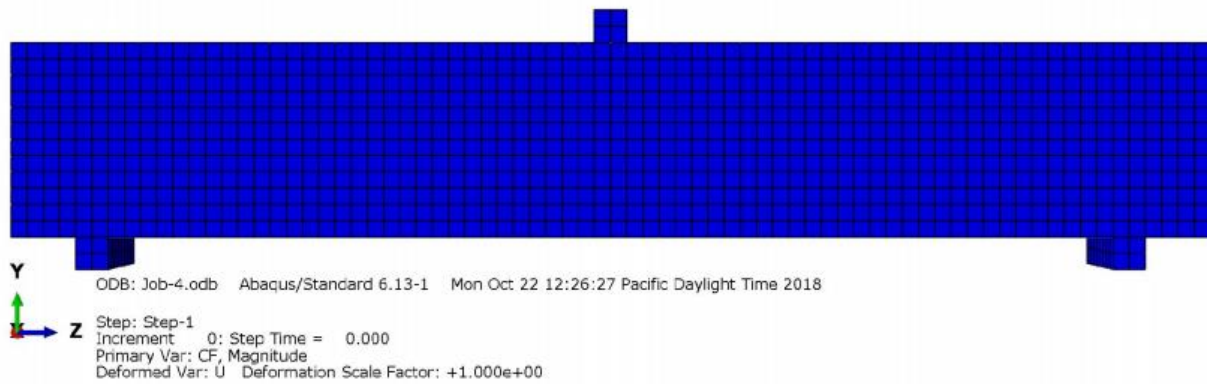 Y
ODB: Job-4.odb Abaqus/Standard 6.13-1 Mon Oct 22 12:26:27 Pacific Daylight Time 2018
X Z
Step: Step-1
Increment 0: Step Time = 0.000
Primary Var: CF, Magnitude
Deformed Var: U Deformation Scale Factor: +1.000e+00